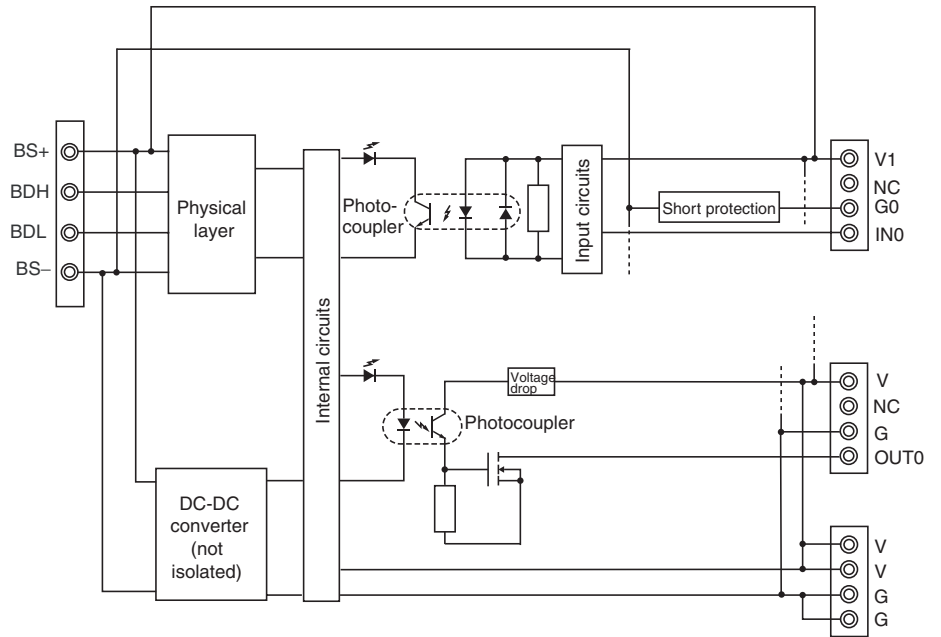 BS+
BDH
BDL
BS−
Physical
layer
DC-DC
converter
(not
isolated)
Internal circuits
Photo-
coupler
Input circuits
Short protection
V1
NC
G0
IN0
Voltage
drop
Photocoupler
V
NC
G
OUT0
V
V
G
G